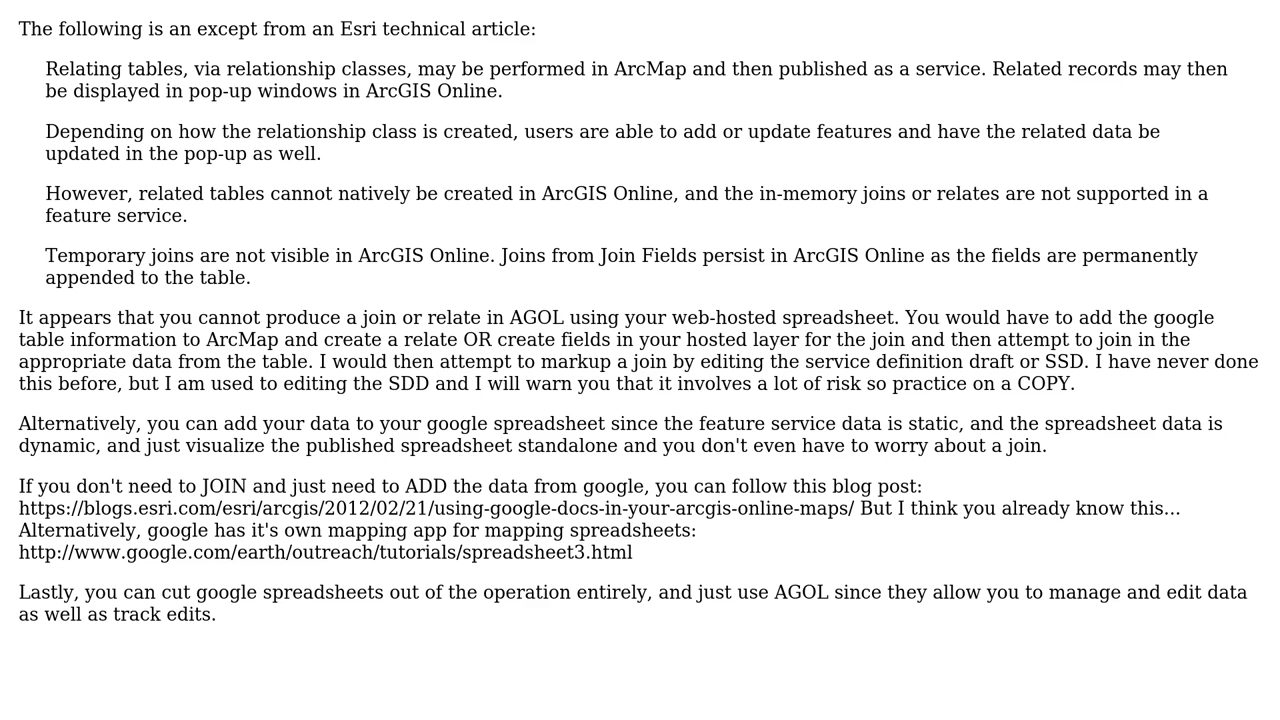 The following is an except from an Esri technical article:
Relating tables, via relationship classes, may be performed in ArcMap and then published as a service. Related records may then
be displayed in pop-up windows in ArcGIS Online.
Depending on how the relationship class is created, users are able to add or update features and have the related data be
updated in the pop-up as well.
However, related tables cannot natively be created in ArcGIS Online, and the in-memory joins or relates are not supported in a
feature service.
Temporary joins are not visible in ArcGIS Online. Joins from Join Fields persist in ArcGIS Online as the fields are permanently
appended to the table.
It appears that you cannot produce a join or relate in AGOL using your web-hosted spreadsheet. You would have to add the google
table information to ArcMap and create a relate OR create fields in your hosted layer for the join and then attempt to join in the
appropriate data from the table. I would then attempt to markup a join by editing the service definition draft or SSD. I have never done
this before, but I am used to editing the SDD and I will warn you that it involves a lot of risk so practice on a COPY.
Alternatively, you can add your data to your google spreadsheet since the feature service data is static, and the spreadsheet data is
dynamic, and just visualize the published spreadsheet standalone and you don't even have to worry about a join.
If you don't need to JOIN and just need to ADD the data from google, you can follow this blog post:
https://blogs.esri.com/esri/arcgis/2012/02/21/using-google-docs-in-your-arcgis-online-maps/ But I think you already know this...
Alternatively, google has it's own mapping app for mapping spreadsheets:
http://www.google.com/earth/outreach/tutorials/spreadsheet3.html
Lastly, you can cut google spreadsheets out of the operation entirely, and just use AGOL since they allow you to manage and edit data
as well as track edits.